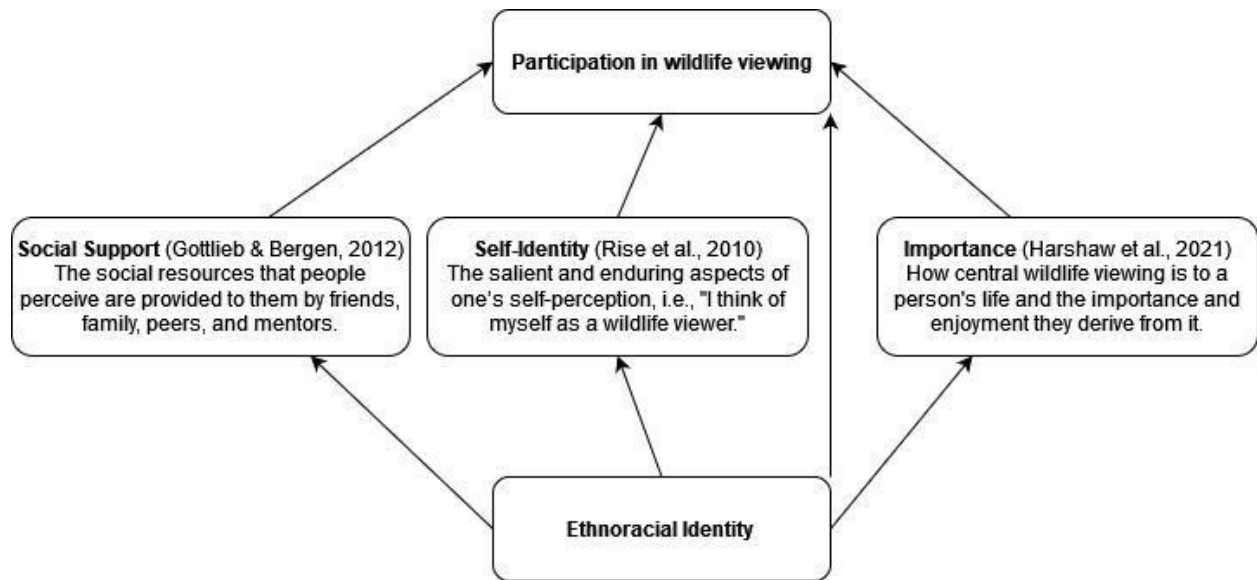 Participation in wildlife viewing
Social Support (Gottlieb & Bergen, 2012)
The social resources that people
perceive are provided to them by friends,
family, peers, and mentors.
Self-Identity (Rise et al., 2010)
The salient and enduring aspects of
one's self-perception, i.e., "I think of
myself as a wildlife viewer."
Importance (Harshaw et al., 2021)
How central wildlife viewing is to a
person's life and the importance and
enjoyment they derive from it.
Ethnoracial Identity